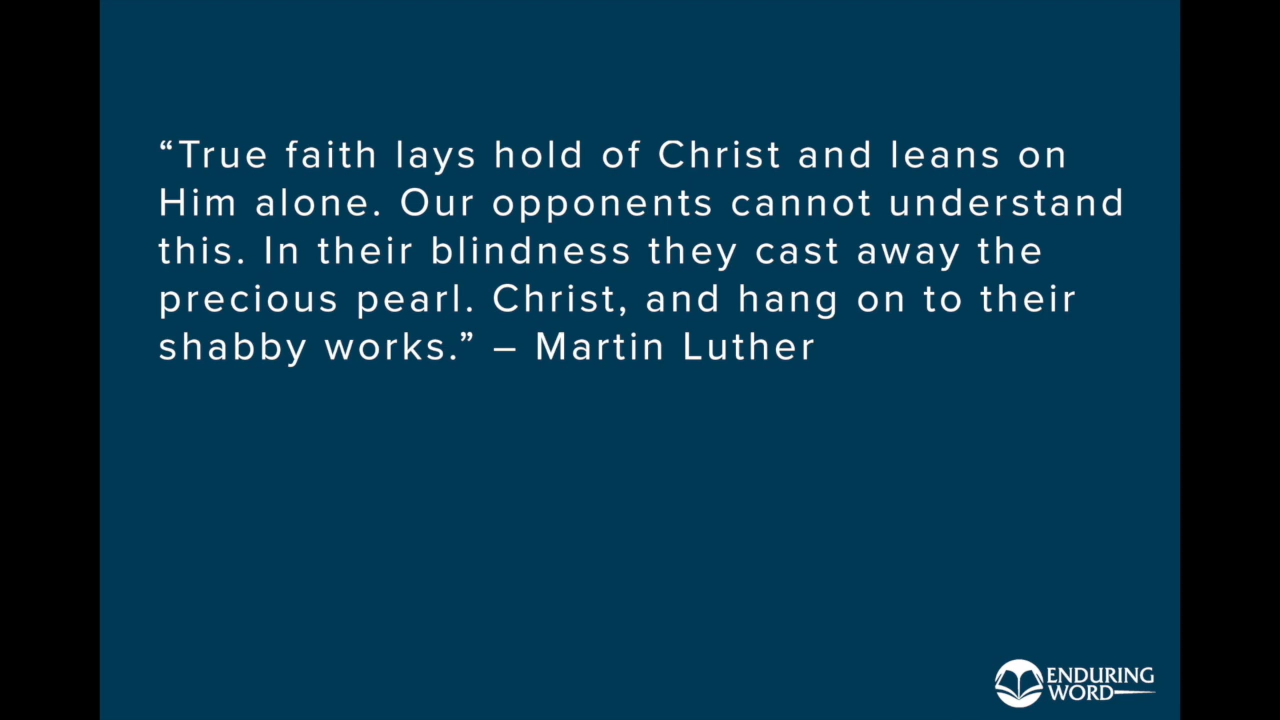 “True faith lays hold of Christ and leans on
Him alone. Our opponents cannot understand
this. In their blindness they cast away the
precious pearl. Christ, and hang on to their
shabby works.” – Martin Luther
ENDURING
WORD